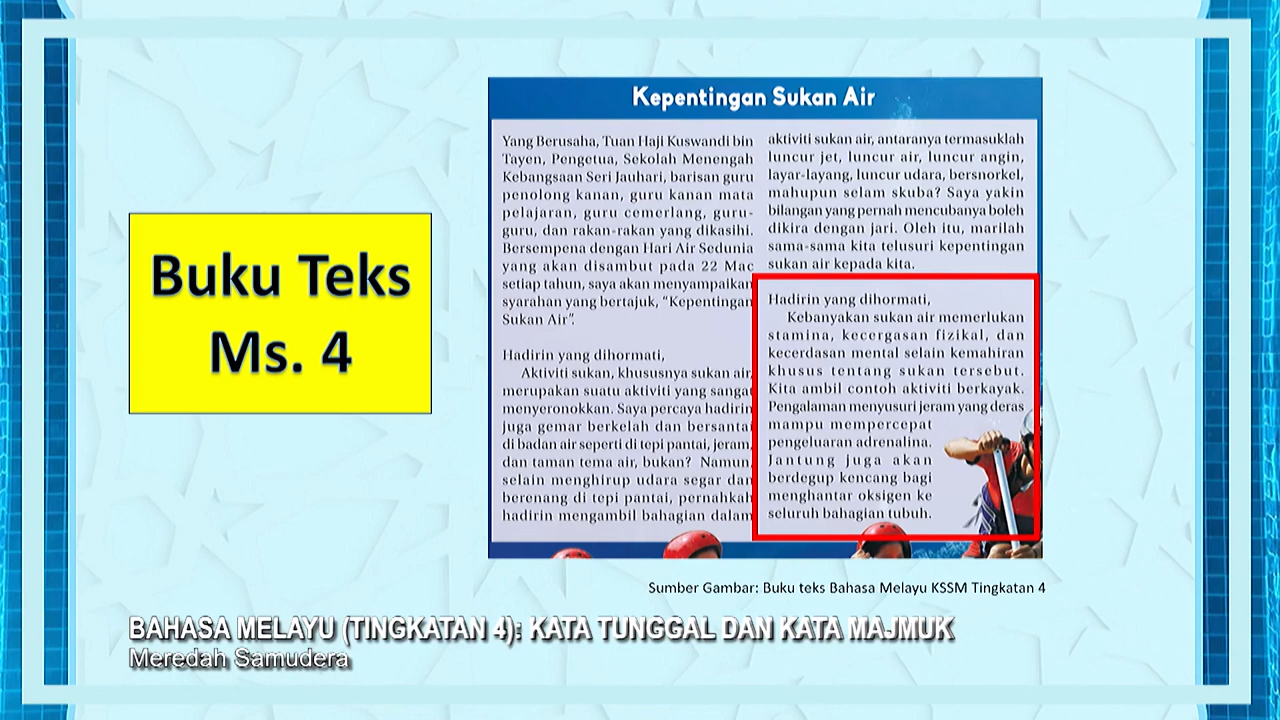 Kepentingan Sukan Air
Yang Berusaha, Tuan Haji Kuswandi bin
Tayen, Pengetua, Sekolah Menengah
Kebangsaan Seri Jauhari, barisan guru
penolong kanan, guru kanan mata
pelajaran, guru cemerlang, guru-
guru, dan rakan-rakan yang dikasihi.
Bersempena dengan Hari Air Sedunia
yang akan disambut pada 22 Mac
setiap tahun, saya akan menyampaikan
syarahan yang bertajuk, “Kepentingan
Sukan Air”.
Hadirin yang dihormati,
Aktiviti sukan, khususnya sukan air,
merupakan suatu aktiviti yang sangat
menyeronokkan. Saya percaya hadirin
juga gemar berkelah dan bersantai
di badan air seperti di tepi pantai, jeram,
dan taman tema air, bukan? Namun,
selain menghirup udara segar dan
berenang di tepi pantai, pernahkah
hadirin mengambil bahagian dalam
aktiviti sukan air, antaranya termasuklah
luncur jet, luncur air, luncur angin,
layar-layang, luncur udara, bersnorkel,
mahupun selam skuba? Saya yakin
bilangan yang pernah mencubanya boleh
dikira dengan jari. Oleh itu, marilah
sama-sama kita telusuri kepentingan
sukan air kepada kita.
Hadirin yang dihormati,
Kebanyakan sukan air memerlukan
stamina, kecergasan fizikal, dan
kecerdasan mental selain kemahiran
khusus tentang sukan tersebut.
Kita ambil contoh aktiviti berkayak.
Pengalaman menyusuri jeram yang deras
mampu mempercepat
pengeluaran adrenalina.
Jantung juga akan
berdegup kencang bagi
menghantar oksigen ke
seluruh bahagian tubuh.
Buku Teks
Ms. 4
Sumber Gambar: Buku teks Bahasa Melayu KSSM Tingkatan 4
BAHASA MELAYU (TINGKATAN 4): KATA TUNGGAL DAN KATA MAJMUK
Meredah Samudera